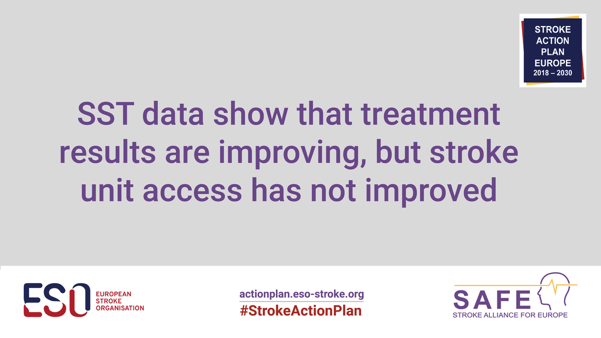 STROKE
ACTION
PLAN
EUROPE
2018 – 2030
SST data show that treatment
results are improving, but stroke
unit access has not improved
ESO
EUROPEAN
STROKE
ORGANISATION
actionplan.eso-stroke.org
#StrokeActionPlan
SAFE
STROKE ALLIANCE FOR EUROPE